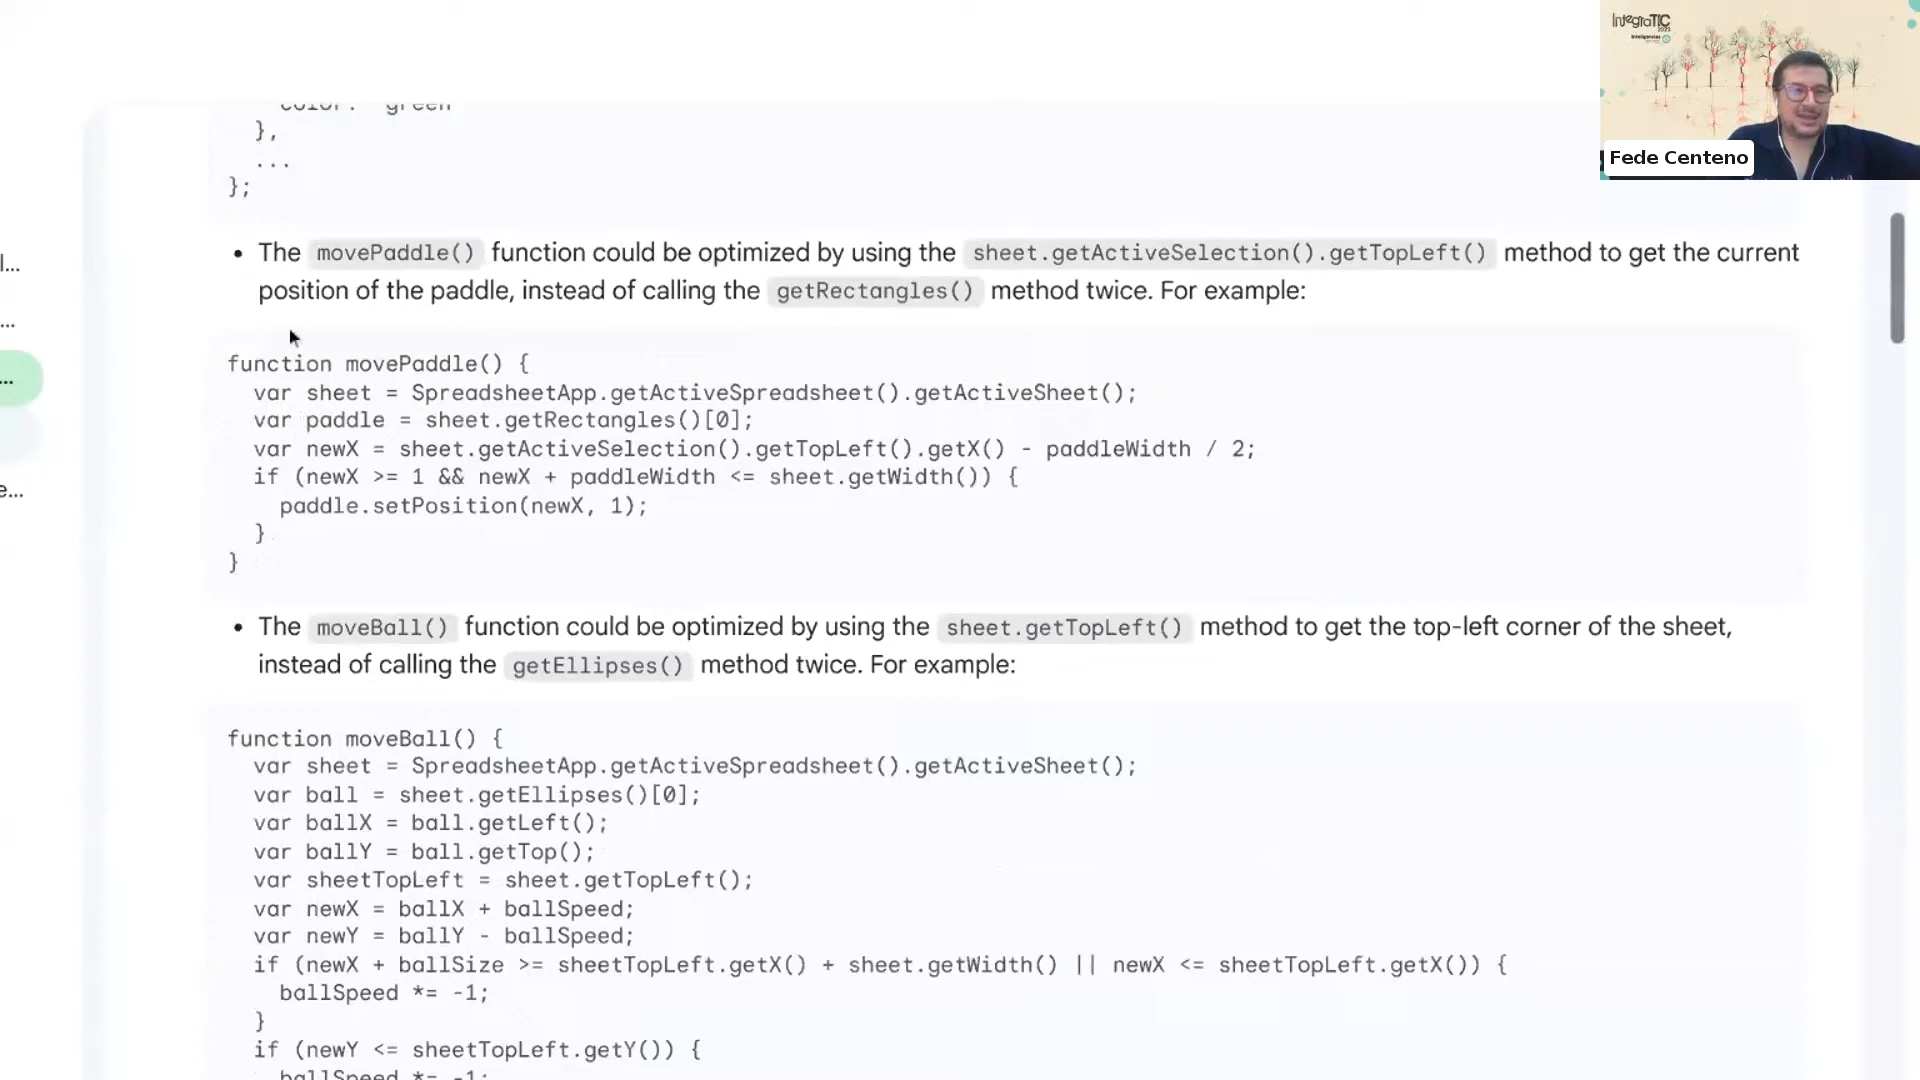 IntegraTIC
2023
Inteligencias
Fede Centeno
color: "green"
},
...
};
l...
...
...
e...
• The movePaddle() function could be optimized by using the sheet.getActiveSelection().getTopLeft() method to get the current
position of the paddle, instead of calling the getRectangles() method twice. For example:
function movePaddle() {
var sheet = SpreadsheetApp.getActiveSpreadsheet().getActiveSheet();
var paddle = sheet.getRectangles()[0];
var newX = sheet.getActiveSelection().getTopLeft().getX() - paddleWidth / 2;
if (newX >= 1 && newX + paddleWidth <= sheet.getWidth()) {
paddle.setPosition(newX, 1);
}
}
• The moveBall() function could be optimized by using the sheet.getTopLeft() method to get the top-left corner of the sheet,
instead of calling the getEllipses() method twice. For example:
function moveBall() {
var sheet = SpreadsheetApp.getActiveSpreadsheet().getActiveSheet();
var ball = sheet.getEllipses()[0];
var ballX = ball.getLeft();
var ballY = ball.getTop();
var sheetTopLeft = sheet.getTopLeft();
var newX = ballX + ballSpeed;
var newY = ballY - ballSpeed;
if (newX + ballSize >= sheetTopLeft.getX() + sheet.getWidth() || newX <= sheetTopLeft.getX()) {
ballSpeed *= -1;
}
if (newY <= sheetTopLeft.getY()) {
ballSpeed *= -1;